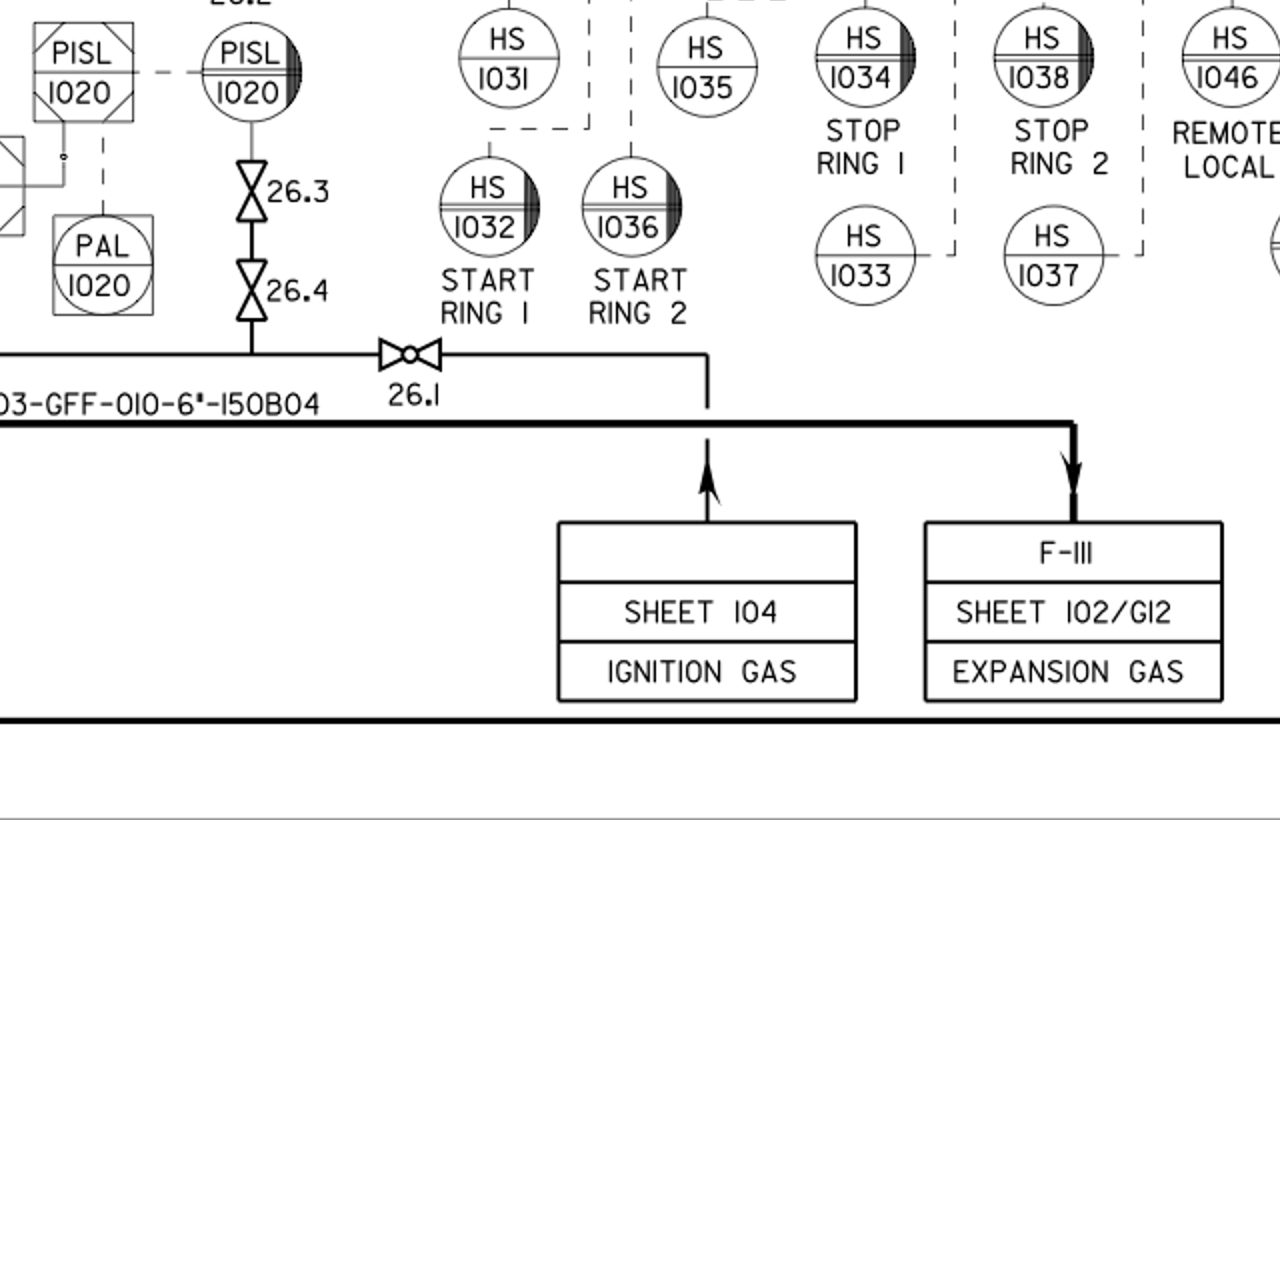 PISL
1020
PISL
1020
HS
1031
HS
1035
HS
1034
STOP
RING 1
HS
1038
STOP
RING 2
HS
1046
REMOTE
LOCAL
26.3
26.4
PAL
1020
HS
1032
START
RING 1
HS
1036
START
RING 2
HS
1033
HS
1037
26.1
03-GFF-010-6"-150B04
SHEET 104
IGNITION GAS
F-111
SHEET 102/G12
EXPANSION GAS